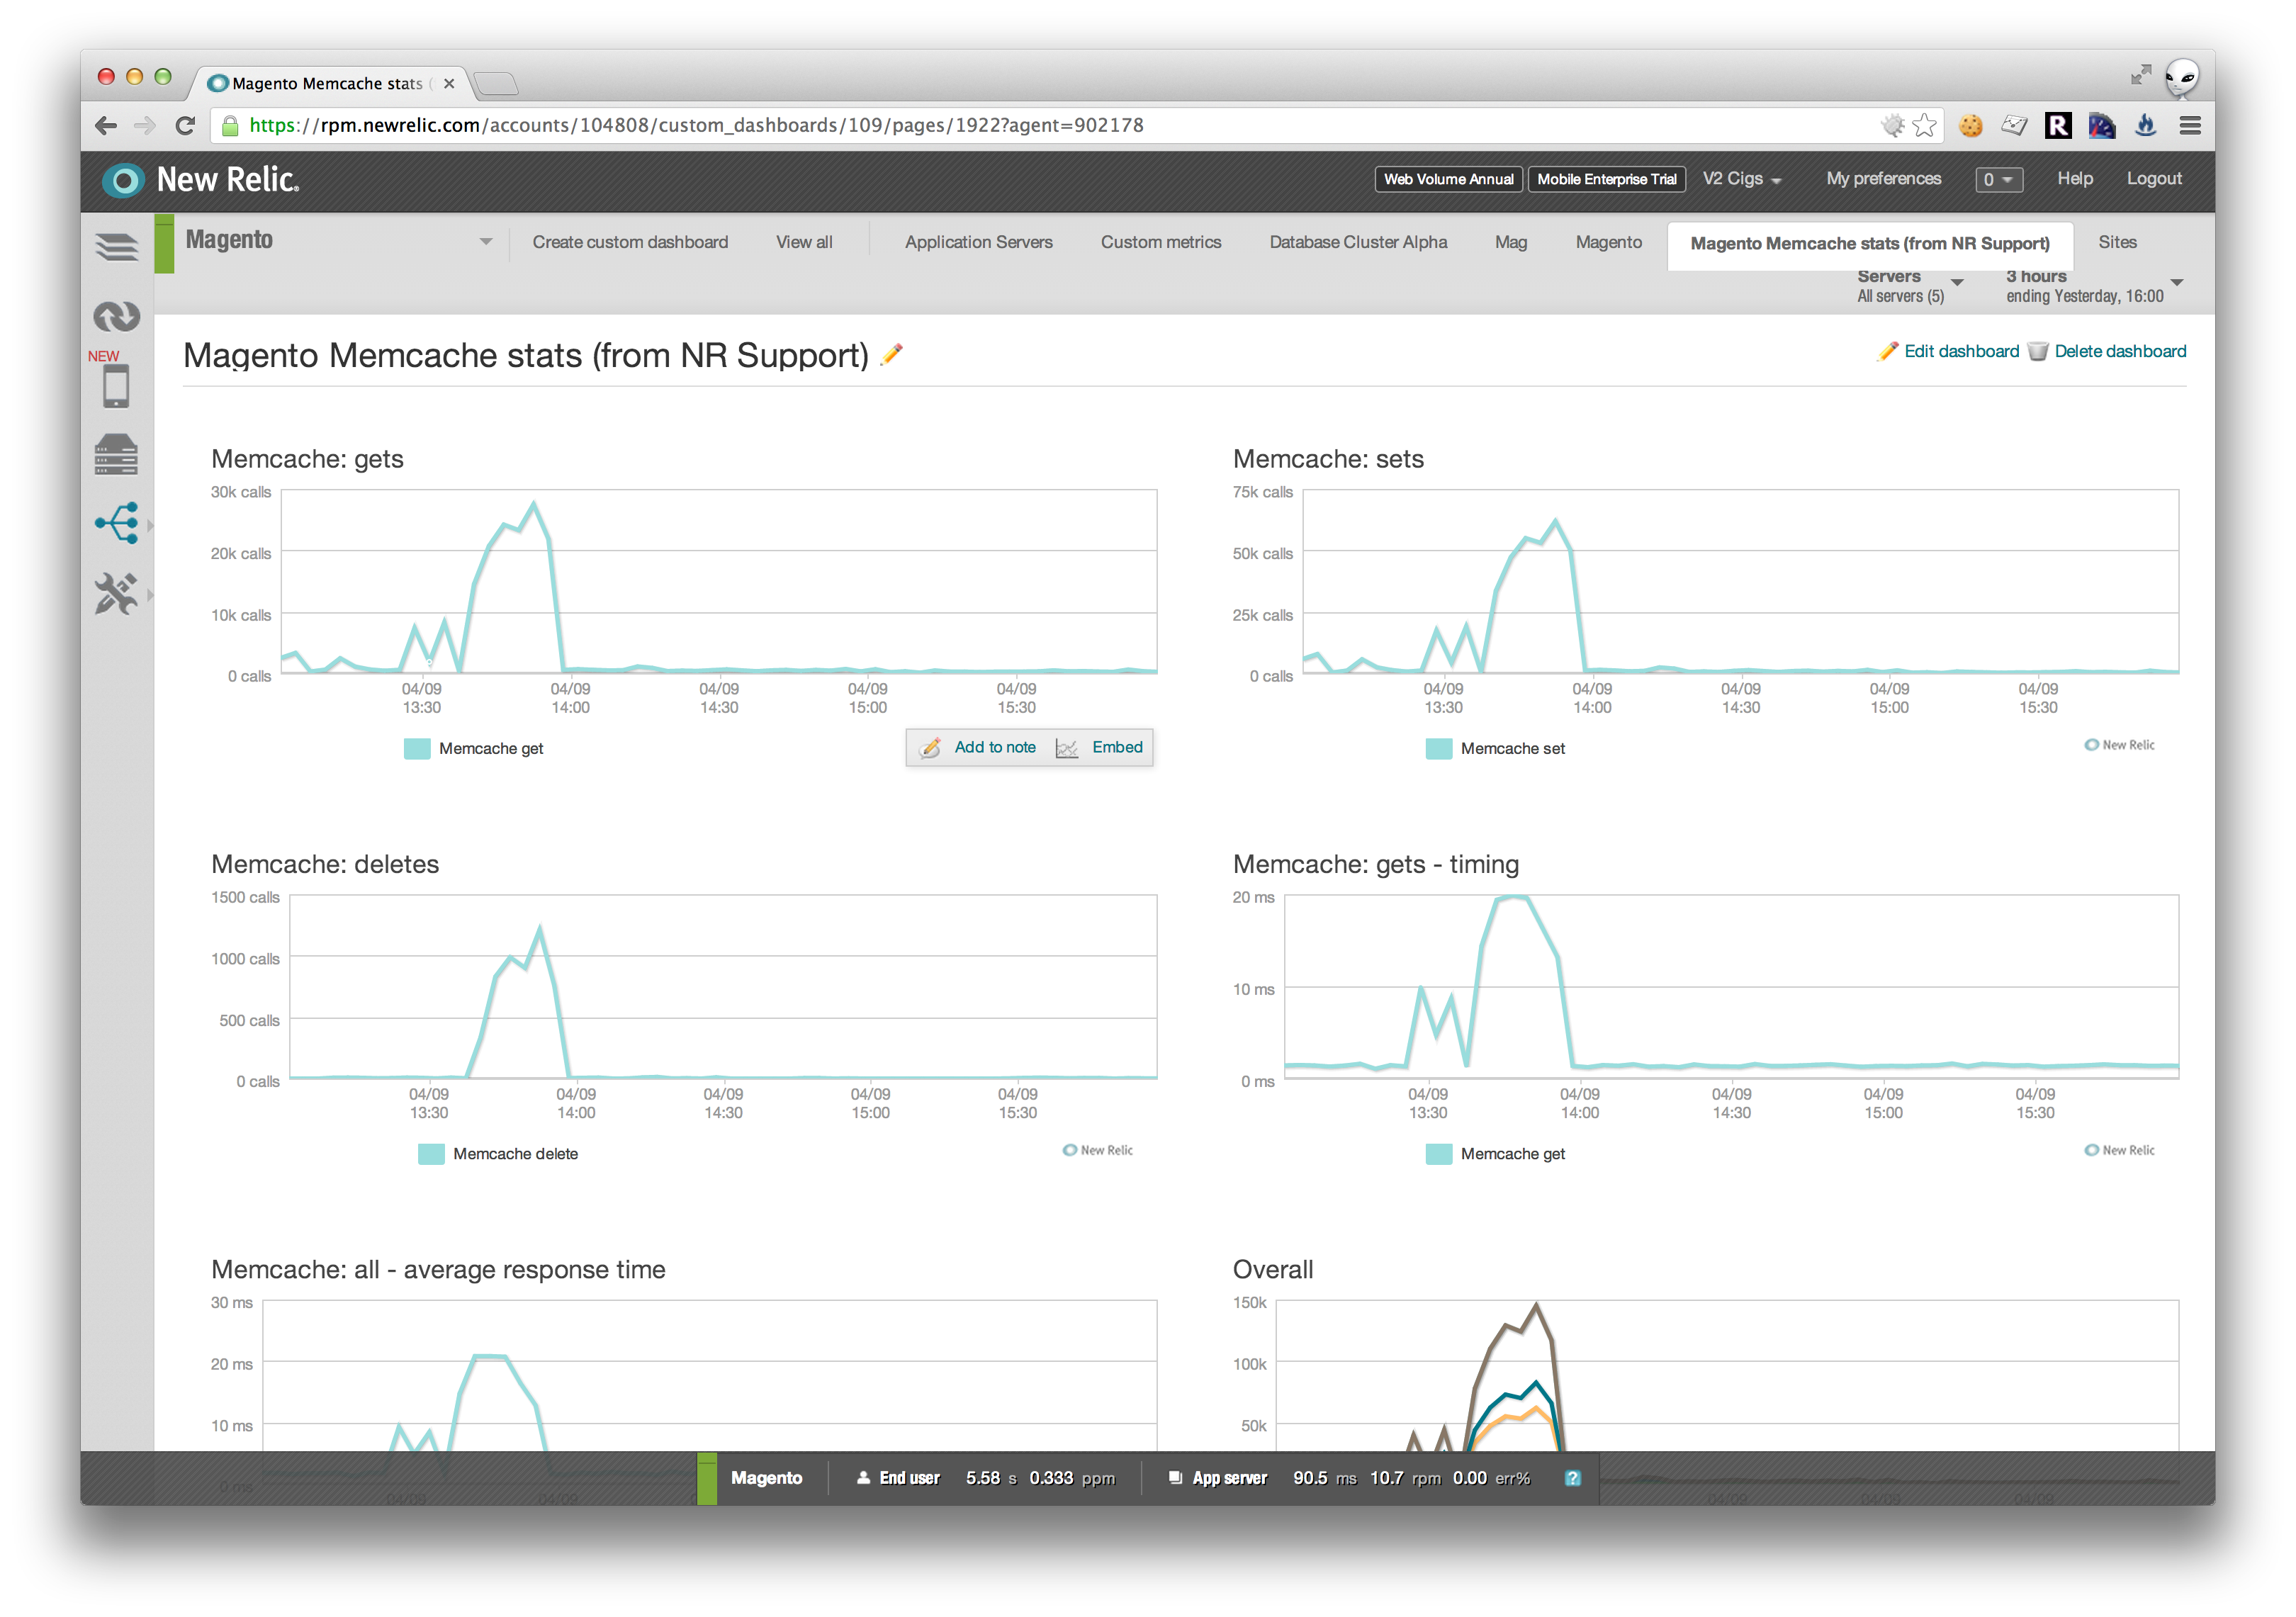 Magento Memcache stats (
https://rpm.newrelic.com/accounts/104808/custom_dashboards/109/pages/1922?agent=902178
R
New Relic.
Web Volume Annual
Mobile Enterprise Trial
V2 Cigs
My preferences
0
Help
Logout
Magento
Create custom dashboard
View all
Application Servers
Custom metrics
Database Cluster Alpha
Mag
Magento
Magento Memcache stats (from NR Support)
Sites
Servers
All servers (5)
3 hours
ending Yesterday, 16:00
NEW
Magento Memcache stats (from NR Support)
Edit dashboard
Delete dashboard
Memcache: gets
30k calls
20k calls
10k calls
0 calls
04/09 04/09 04/09 04/09 04/09
13:30 14:00 14:30 15:00 15:30
Memcache get
Add to note
Embed
Memcache: sets
75k calls
50k calls
25k calls
0 calls
04/09 04/09 04/09 04/09 04/09
13:30 14:00 14:30 15:00 15:30
Memcache set
New Relic
Memcache: deletes
1500 calls
1000 calls
500 calls
0 calls
04/09 04/09 04/09 04/09 04/09
13:30 14:00 14:30 15:00 15:30
Memcache delete
New Relic
Memcache: gets - timing
20 ms
10 ms
0 ms
04/09 04/09 04/09 04/09 04/09
13:30 14:00 14:30 15:00 15:30
Memcache get
New Relic
Memcache: all - average response time
30 ms
20 ms
10 ms
0 ms
04/09 04/09
Overall
150k
100k
50k
04/09 04/09 04/09
Magento
End user 5.58 s 0.333 ppm
App server 90.5 ms 10.7 rpm 0.00 err%
?